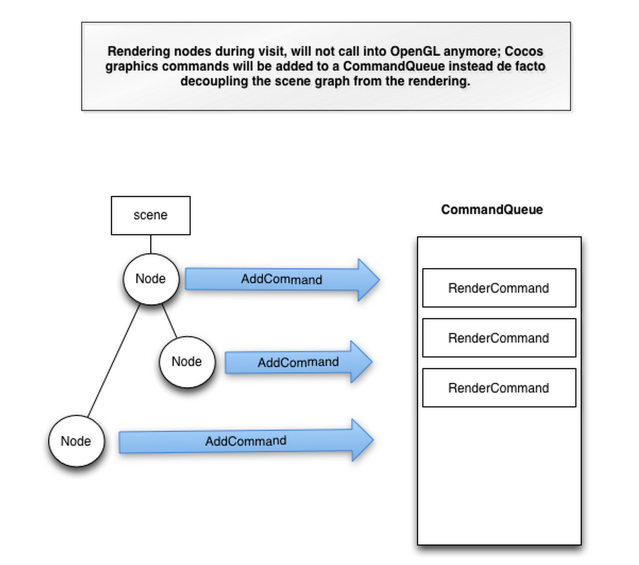 Rendering nodes during visit, will not call into OpenGL anymore; Cocos
graphics commands will be added to a CommandQueue instead de facto
decoupling the scene graph from the rendering.
scene
CommandQueue
Node
AddCommand
RenderCommand
RenderCommand
Node
AddCommand
RenderCommand
Node
AddCommand